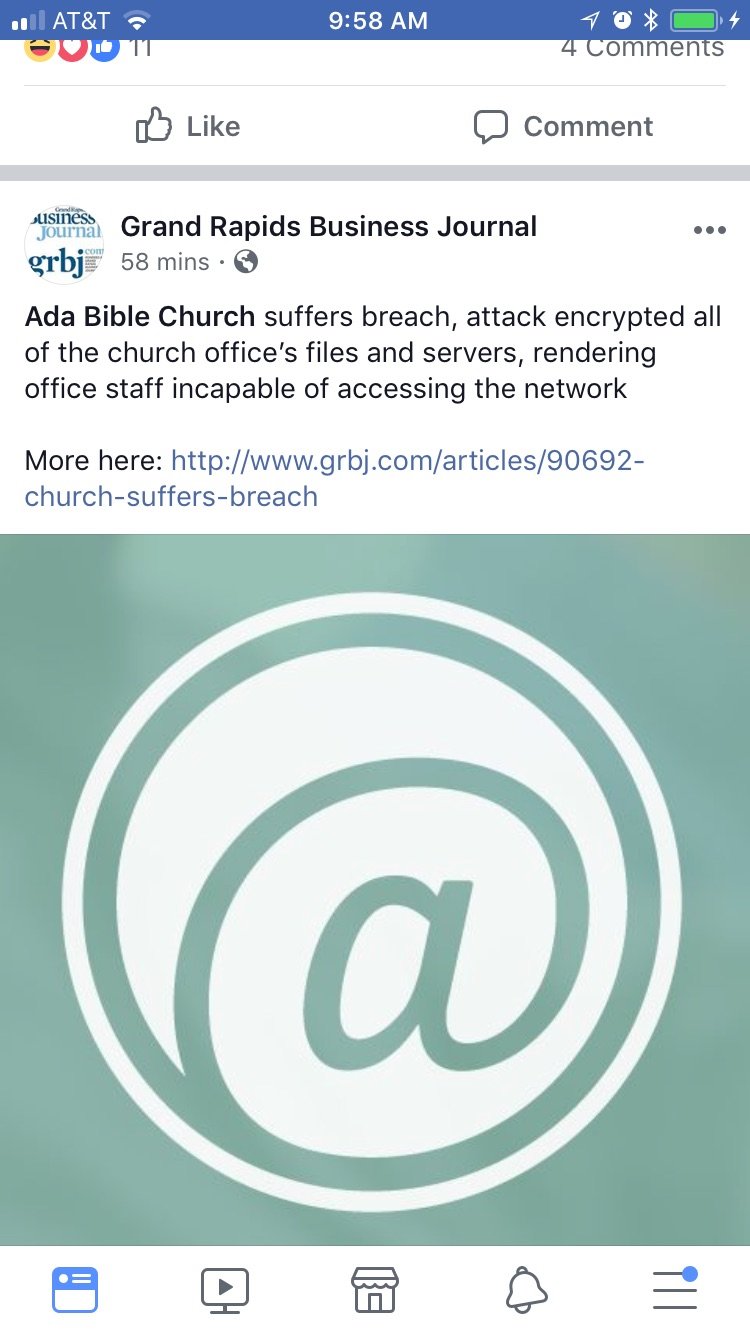 AT&T 9:58 AM
11 4 Comments
Like Comment
Grand Rapids
Business
Journal
grbj.com
Grand Rapids Business Journal
58 mins ·
Ada Bible Church suffers breach, attack encrypted all
of the church office’s files and servers, rendering
office staff incapable of accessing the network
More here: http://www.grbj.com/articles/90692-
church-suffers-breach
a